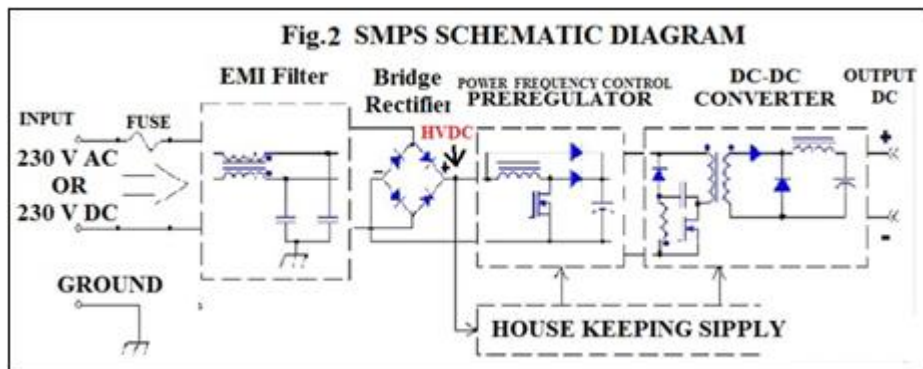 Fig.2 SMPS SCHEMATIC DIAGRAM
EMI Filter
Bridge
Rectifier
POWER FREQUENCY CONTROL
PREREGULATOR
DC-DC
CONVERTER
OUTPUT
DC
INPUT
FUSE
HVDC
230 V AC
OR
230 V DC
+
-
+
-
GROUND
HOUSE KEEPING SIPPLY